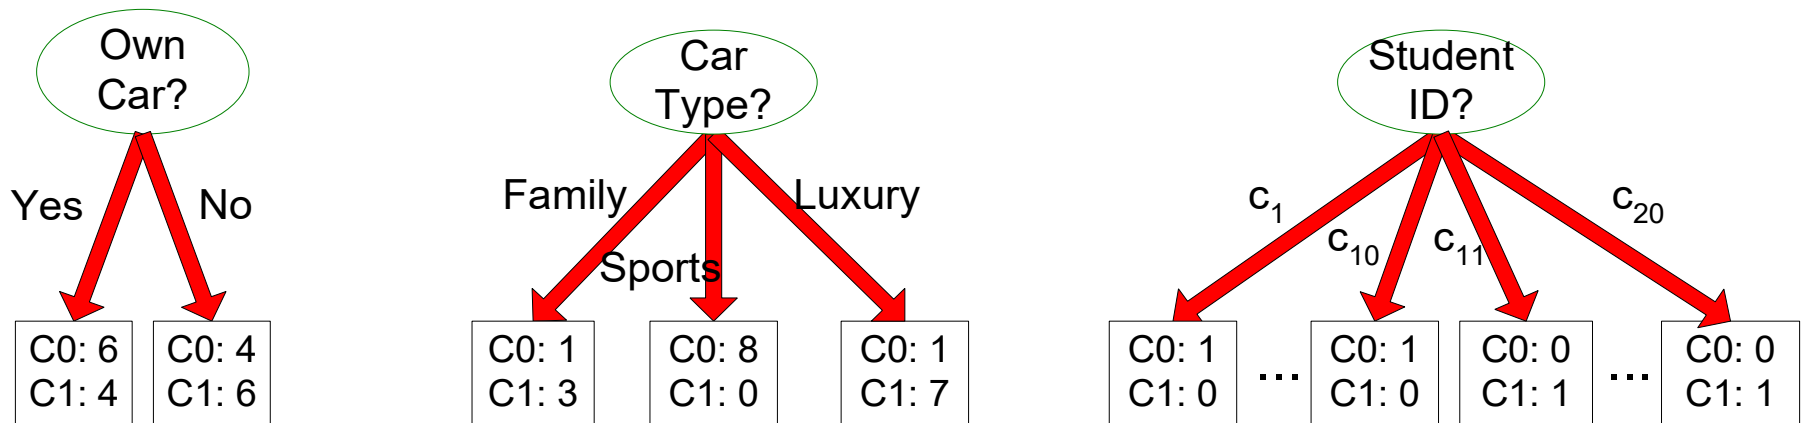 Own
Car?
Yes
No
C0: 6
C1: 4
C0: 4
C1: 6
Car
Type?
Family
Sports
Luxury
C0: 1
C1: 3
C0: 8
C1: 0
C0: 1
C1: 7
Student
ID?
c1
c10
c11
c20
C0: 1
C1: 0
...
C0: 1
C1: 0
C0: 0
C1: 1
...
C0: 0
C1: 1